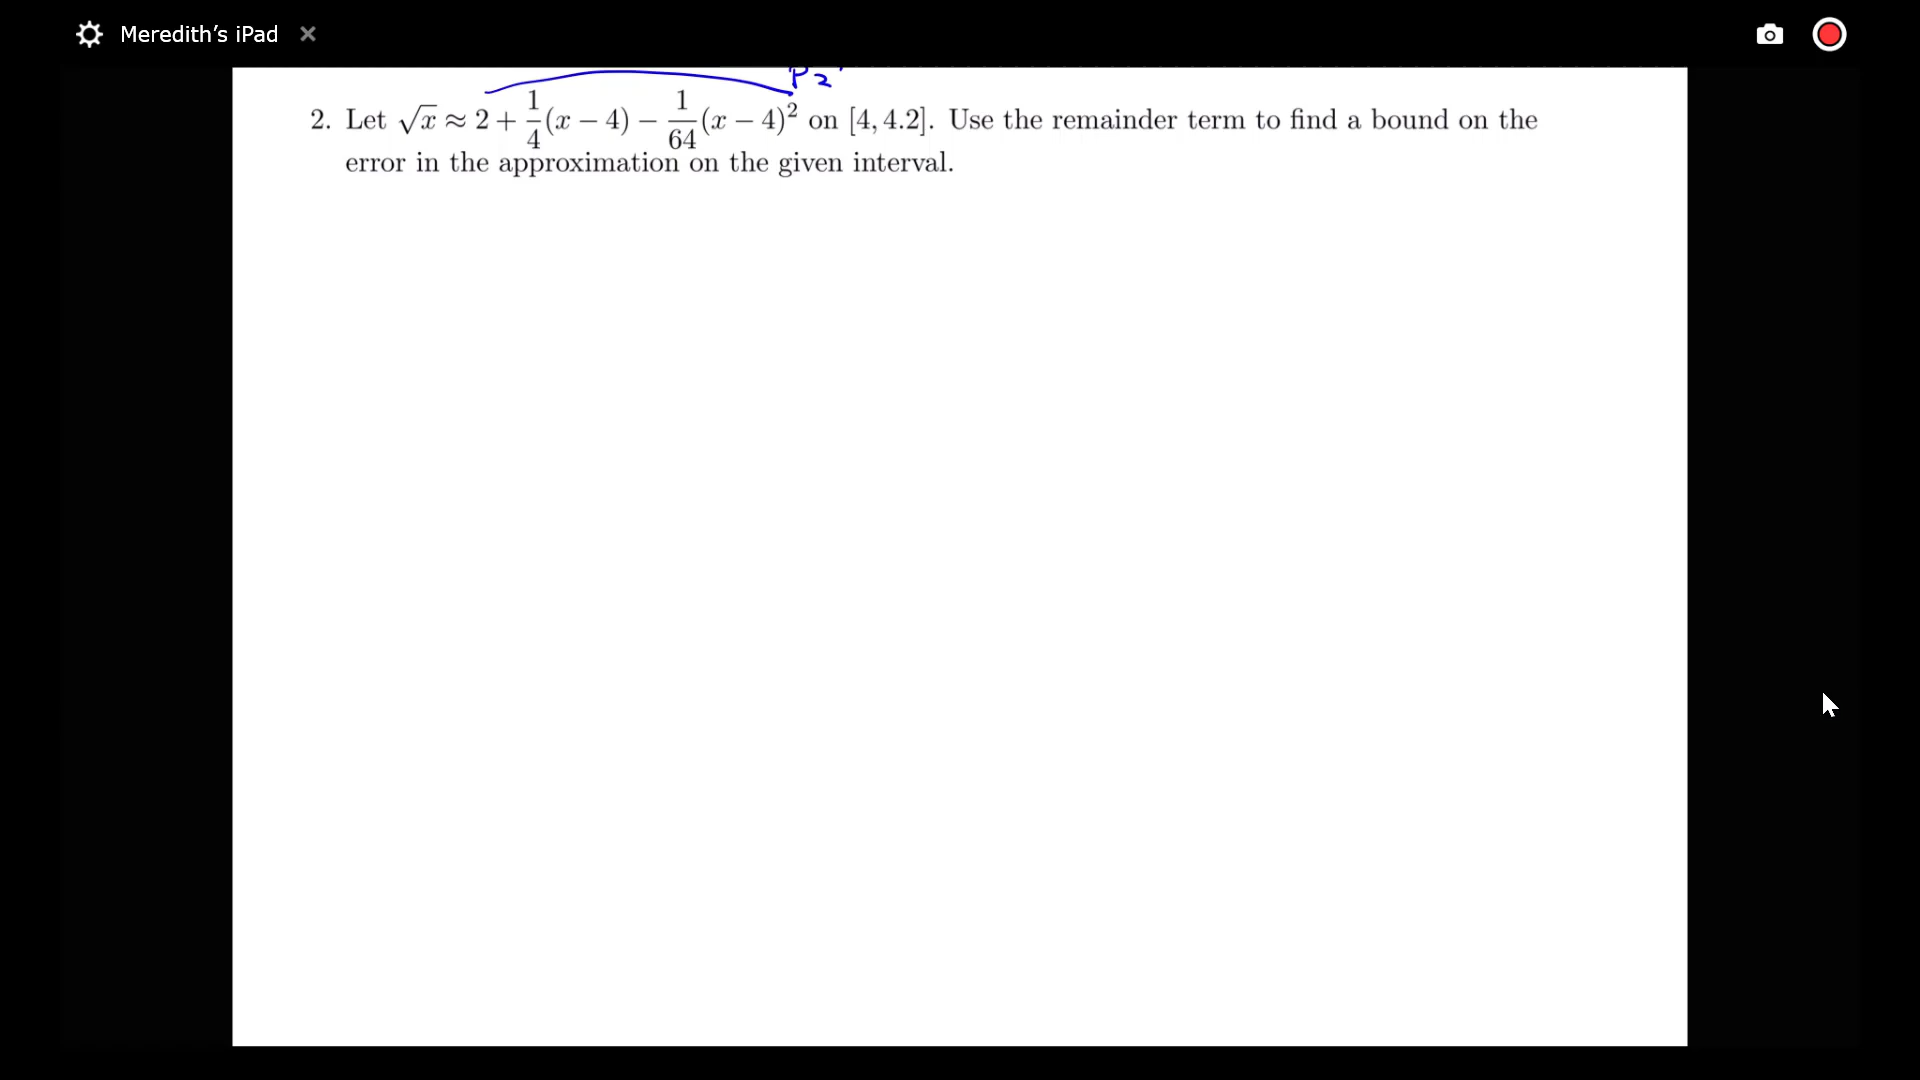 Meredith’s iPad
P2
2. Let √x ≈ 2 + 1/4(x − 4) − 1/64(x − 4)² on [4, 4.2]. Use the remainder term to find a bound on the
error in the approximation on the given interval.